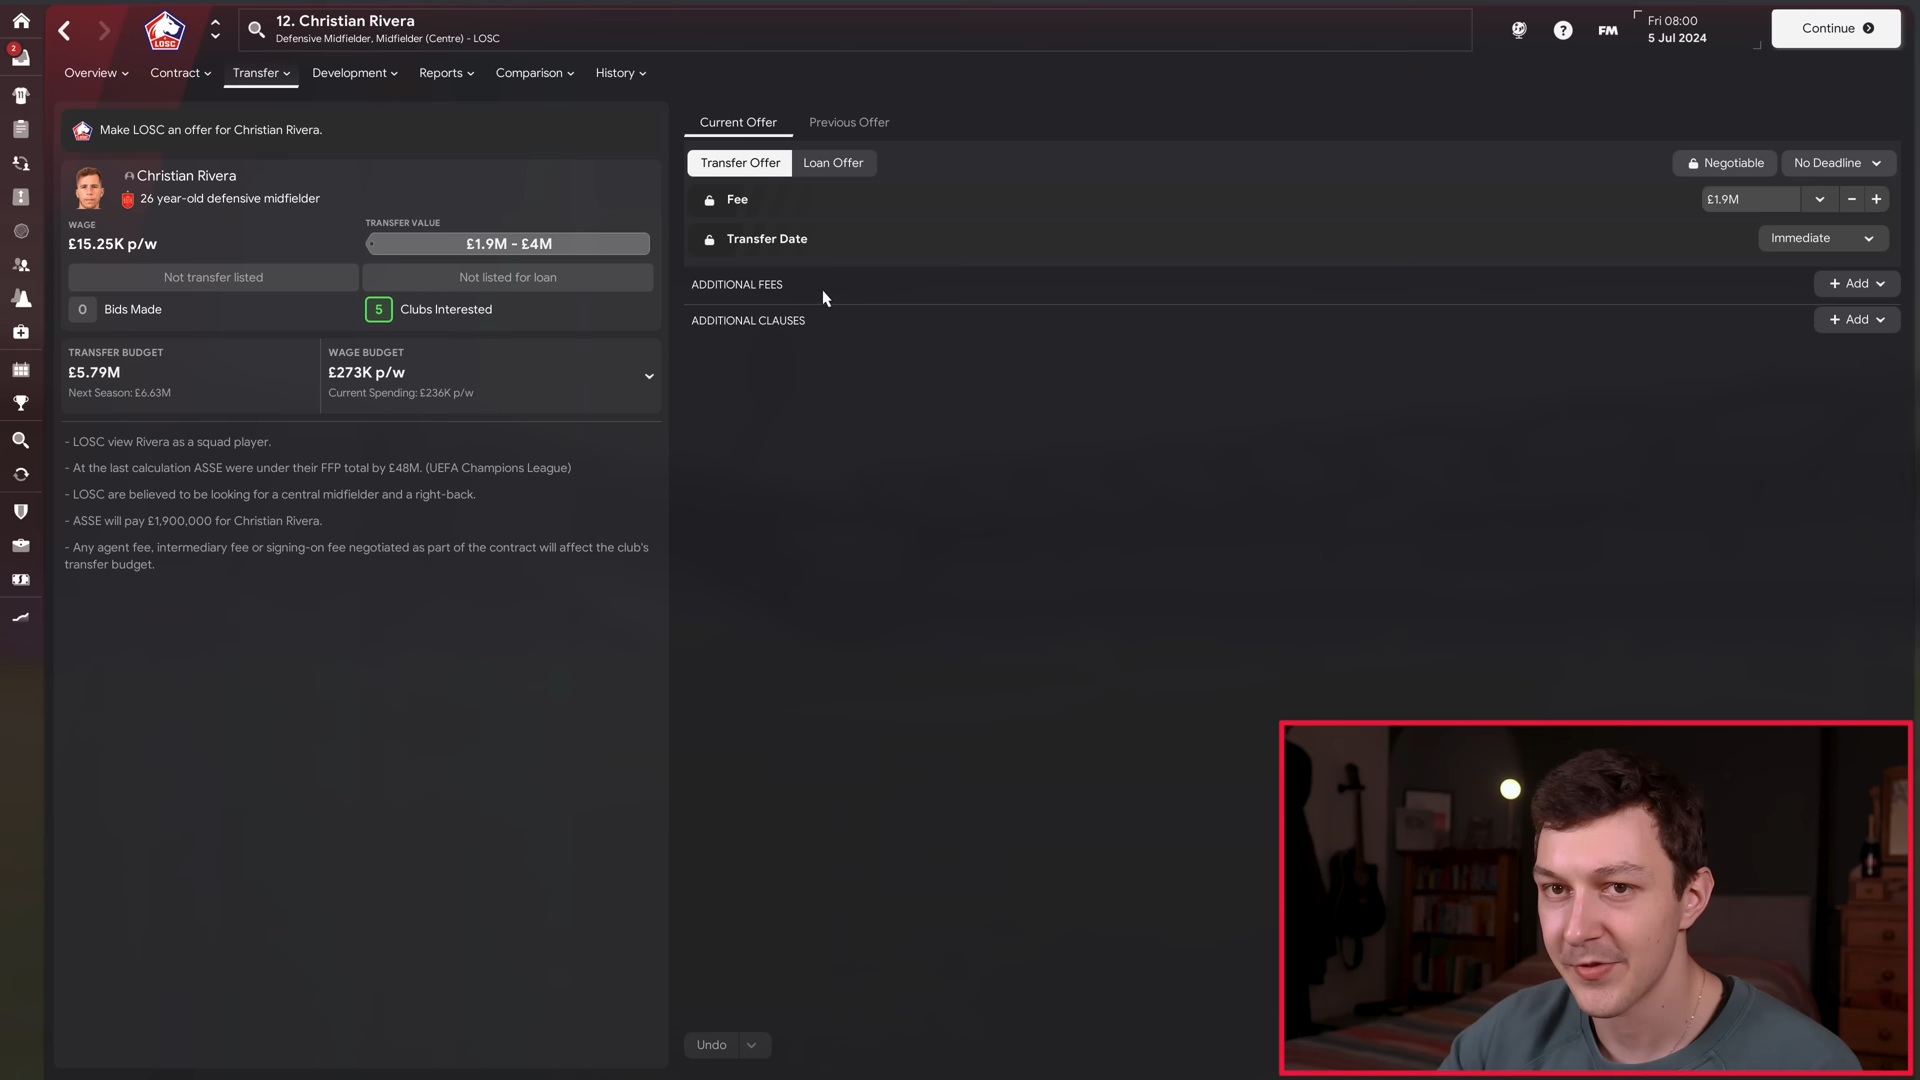 12. Christian Rivera
Defensive Midfielder, Midfielder (Centre) - LOSC
LOSC
FM
Fri 08:00
5 Jul 2024
Continue
2
Overview
Contract
Transfer
Development
Reports
Comparison
History
11
Make LOSC an offer for Christian Rivera.
Christian Rivera
26 year-old defensive midfielder
WAGE
£15.25K p/w
TRANSFER VALUE
£1.9M - £4M
Not transfer listed
Not listed for loan
0 Bids Made
5 Clubs Interested
TRANSFER BUDGET
£5.79M
Next Season: £6.63M
WAGE BUDGET
£273K p/w
Current Spending: £236K p/w
- LOSC view Rivera as a squad player.
- At the last calculation ASSE were under their FFP total by £48M. (UEFA Champions League)
- LOSC are believed to be looking for a central midfielder and a right-back.
- ASSE will pay £1,900,000 for Christian Rivera.
- Any agent fee, intermediary fee or signing-on fee negotiated as part of the contract will affect the club's
transfer budget.
Current Offer
Previous Offer
Transfer Offer
Loan Offer
Negotiable
No Deadline
Fee
£1.9M
Transfer Date
Immediate
ADDITIONAL FEES
+ Add
ADDITIONAL CLAUSES
+ Add
Undo